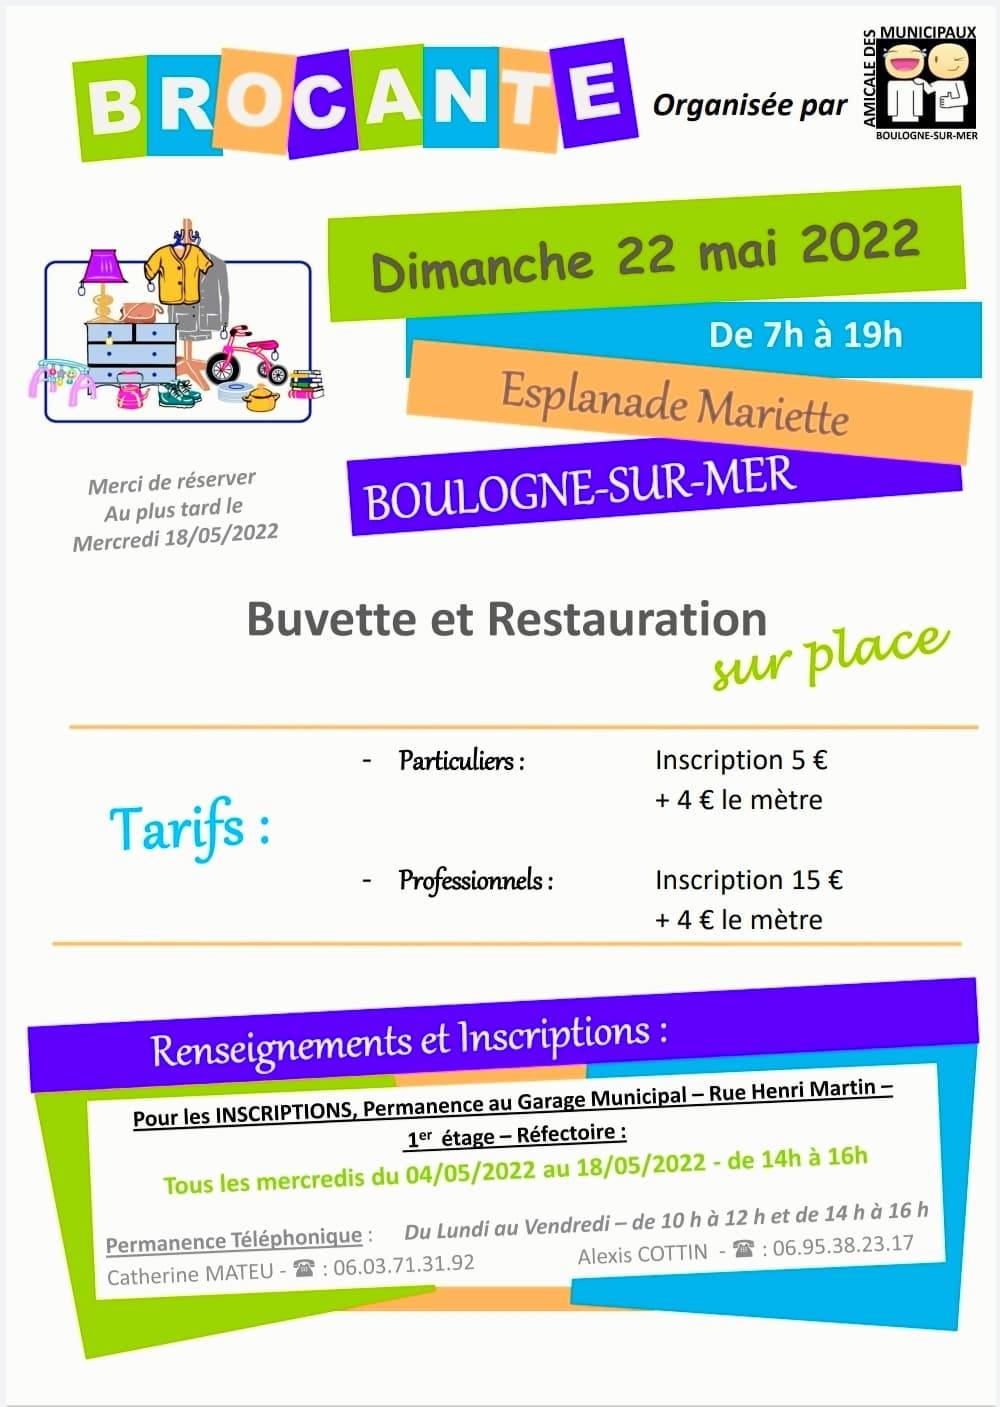 BROCANTE
Organisée par
AMICALE DES
MUNICIPAUX
BOULOGNE-SUR-MER
Dimanche 22 mai 2022
De 7h à 19h
Esplanade Mariette
BOULOGNE-SUR-MER
Merci de réserver
Au plus tard le
Mercredi 18/05/2022
Buvette et Restauration
sur place
Tarifs :
- Particuliers : Inscription 5 €
+ 4 € le mètre
- Professionnels : Inscription 15 €
+ 4 € le mètre
Renseignements et Inscriptions :
Pour les INSCRIPTIONS, Permanence au Garage Municipal – Rue Henri Martin –
1er étage – Réfectoire :
Tous les mercredis du 04/05/2022 au 18/05/2022 - de 14h à 16h
Permanence Téléphonique : Du Lundi au Vendredi – de 10 h à 12 h et de 14 h à 16 h
Catherine MATEU - ☎ : 06.03.71.31.92 Alexis COTTIN - ☎ : 06.95.38.23.17